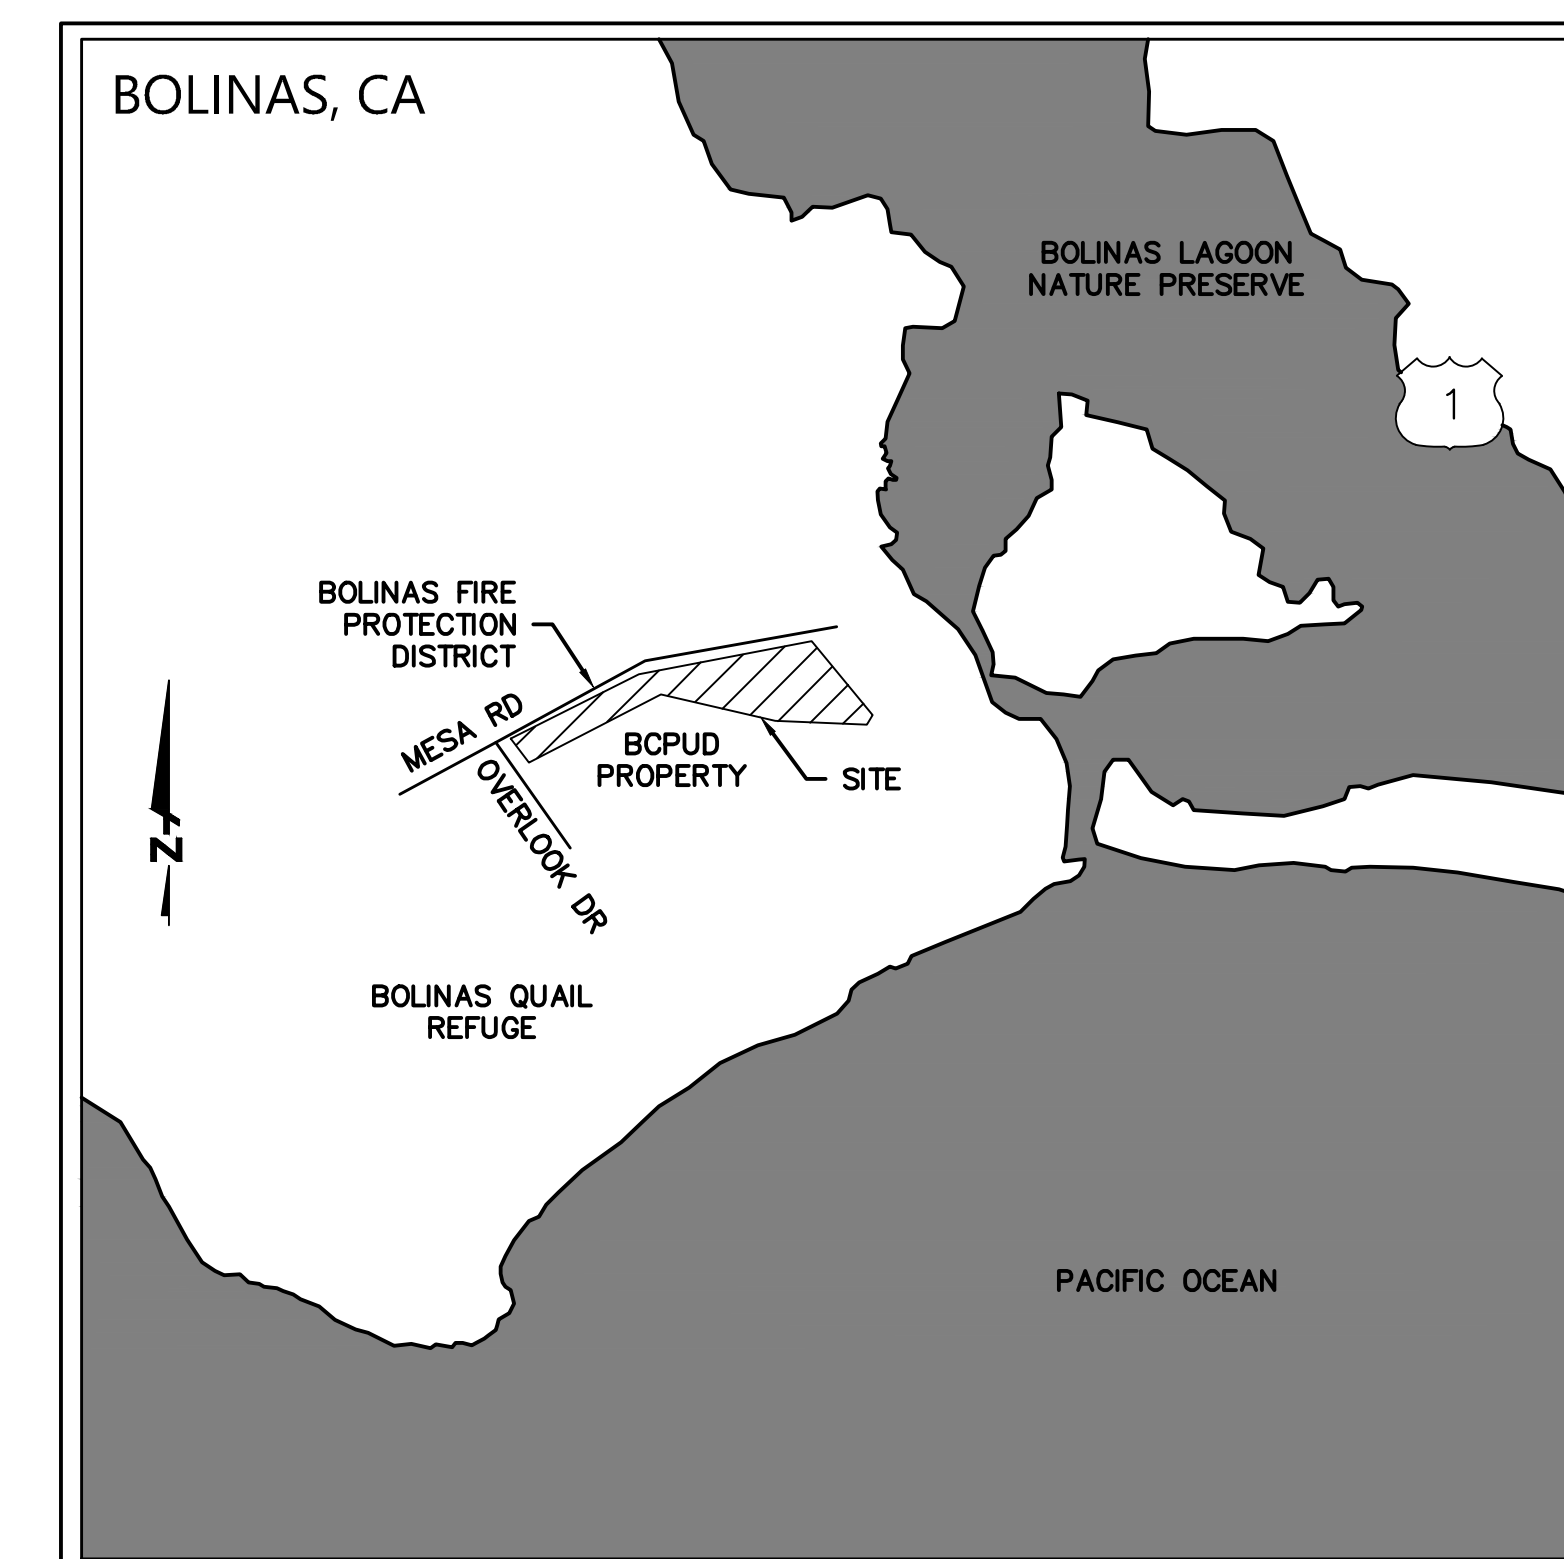 BOLINAS, CA
BOLINAS LAGOON
NATURE PRESERVE
1
BOLINAS FIRE
PROTECTION
DISTRICT
MESA RD
BCPUD
PROPERTY
SITE
OVERLOOK DR
N
BOLINAS QUAIL
REFUGE
PACIFIC OCEAN